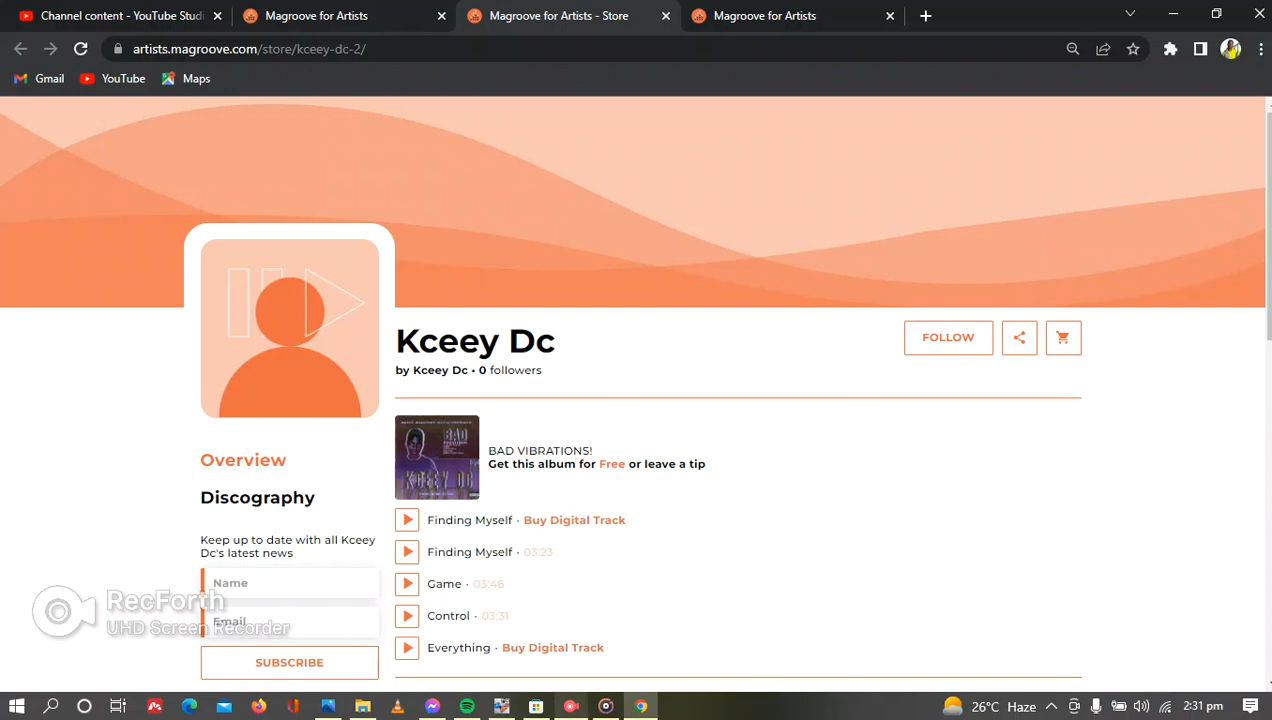 Channel content - YouTube Studi
Magroove for Artists
Magroove for Artists - Store
Magroove for Artists
artists.magroove.com/store/kceey-dc-2/
Gmail
YouTube
Maps
Kceey Dc
by Kceey Dc • 0 followers
FOLLOW
BAD VIBRATIONS!
Get this album for Free or leave a tip
BAD
KCEEY DC
Overview
Discography
Keep up to date with all Kceey
Dc's latest news
Name
Email
SUBSCRIBE
Finding Myself · Buy Digital Track
Finding Myself · 03:23
Game · 03:46
Control · 03:31
Everything · Buy Digital Track
RecForth
UHD Screen Recorder
26°C Haze
2:31 pm